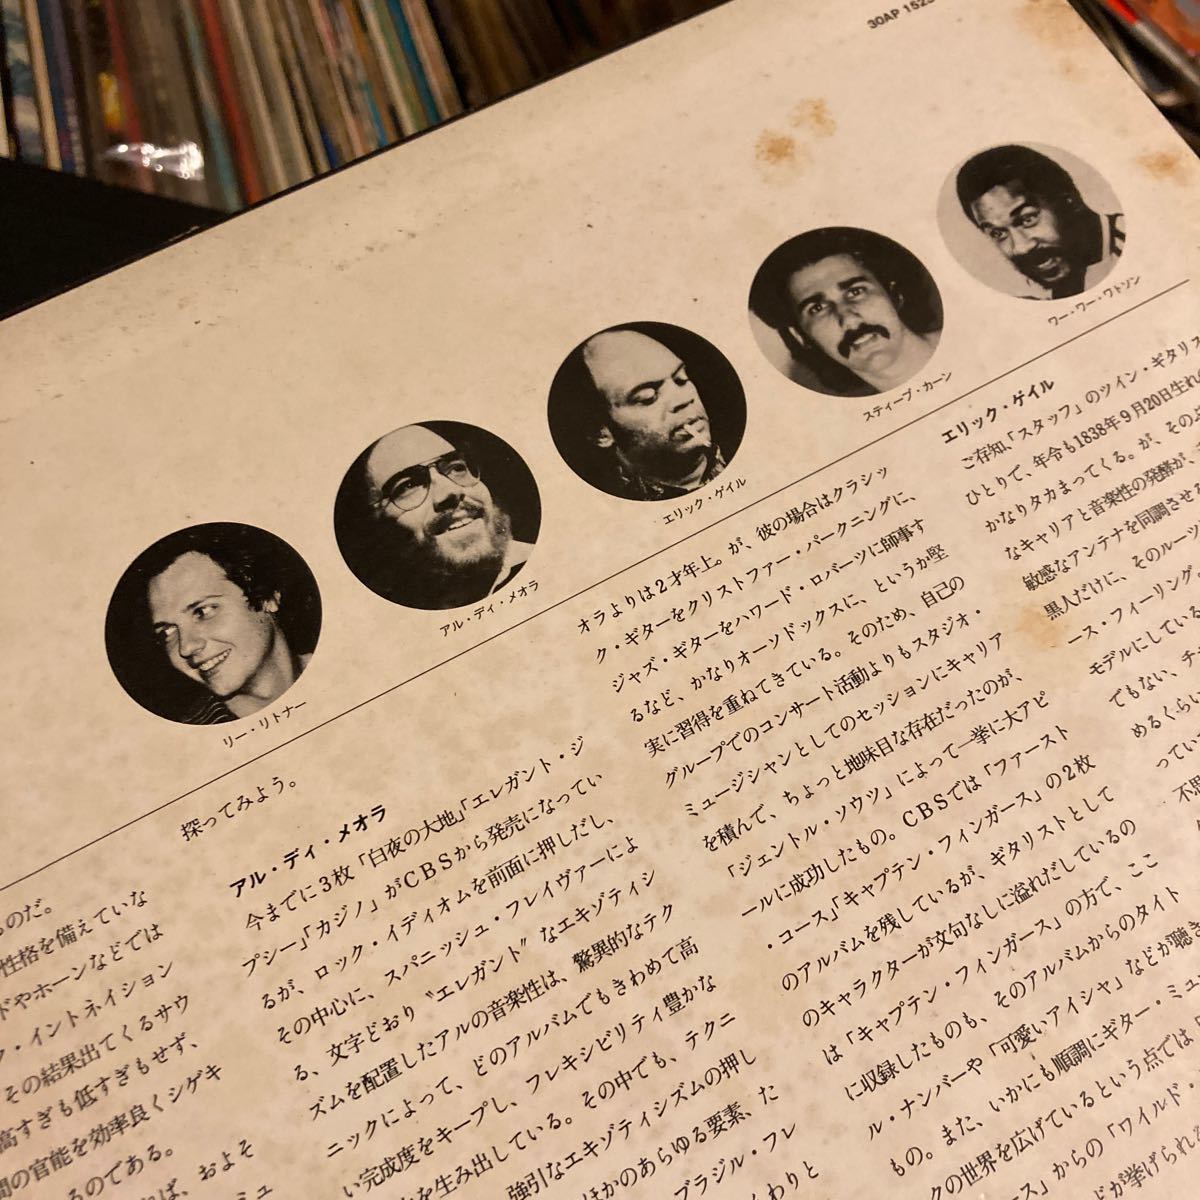 30AP 1525
ワー・ワー・ワトソン
スティーブ・カーン
エリック・ゲイル
アル・ディ・メオラ
リー・リトナー
ものだ。
性格を備えていな
ドやホーンなどでは
・イントネイション
その結果出てくるサウ
高すぎも低すぎもせず、
間の官能を効率良くシゲキ
るのである。
ば、およそ
探ってみよう。
アル・ディ・メオラ
今までに3枚「白夜の大地」「エレガント・ジ
プシー」「カジノ」がCBSから発売になってい
るが、ロック・イディオムを前面に押しだし、
その中心に、スパニッシュ・フレイヴァーによ
る、文字どおり〝エレガント〟なエキゾティシ
ズムを配置したアルの音楽性は、驚異的なテク
ニックによって、どのアルバムでもきわめて高
い完成度をキープし、フレキシビリティ豊かな
を生み出している。その中でも、テクニ
強引なエキゾティシズムの押し
ほかのあらゆる要素、た
ブラジル・フレ
わりと
オラよりは2才年上。が、彼の場合はクラシッ
ク・ギターをクリストファー・パークニングに、
ジャズ・ギターをハワード・ロバーツに師事す
るなど、かなりオーソドックスに、というか堅
実に習得を重ねてきている。そのため、自己の
グループでのコンサート活動よりもスタジオ・
ミュージシャンとしてのセッションにキャリア
を積んで、ちょっと地味目な存在だったのが、
「ジェントル・ソウツ」によって一挙に大アピ
ールに成功したもの。CBSでは「ファースト
・コース」「キャプテン・フィンガース」の2枚
のアルバムを残しているが、ギタリストとして
のキャラクターが文句なしに溢れだしているの
は「キャプテン・フィンガース」の方で、ここ
に収録したものも、そのアルバムからのタイト
ル・ナンバーや「可愛いアイシャ」などが聴き
もの。また、いかにも順調にギター・ミュ
クの世界を広げているという点では「
ース」からの「ワイルド・
どが挙げられる
エリック・ゲイル
ご存知、「スタッフ」のツイン・ギタリス
ひとりで、年令も1838年9月20日生れの
かなりタカまってくる。が、その
なキャリアと音楽性の発酵が、
敏感なアンテナを同調させる
黒人だけに、そのルーツ
ース・フィーリング
モデルにしている
でもない、チ
めるくらい
ってい
不思